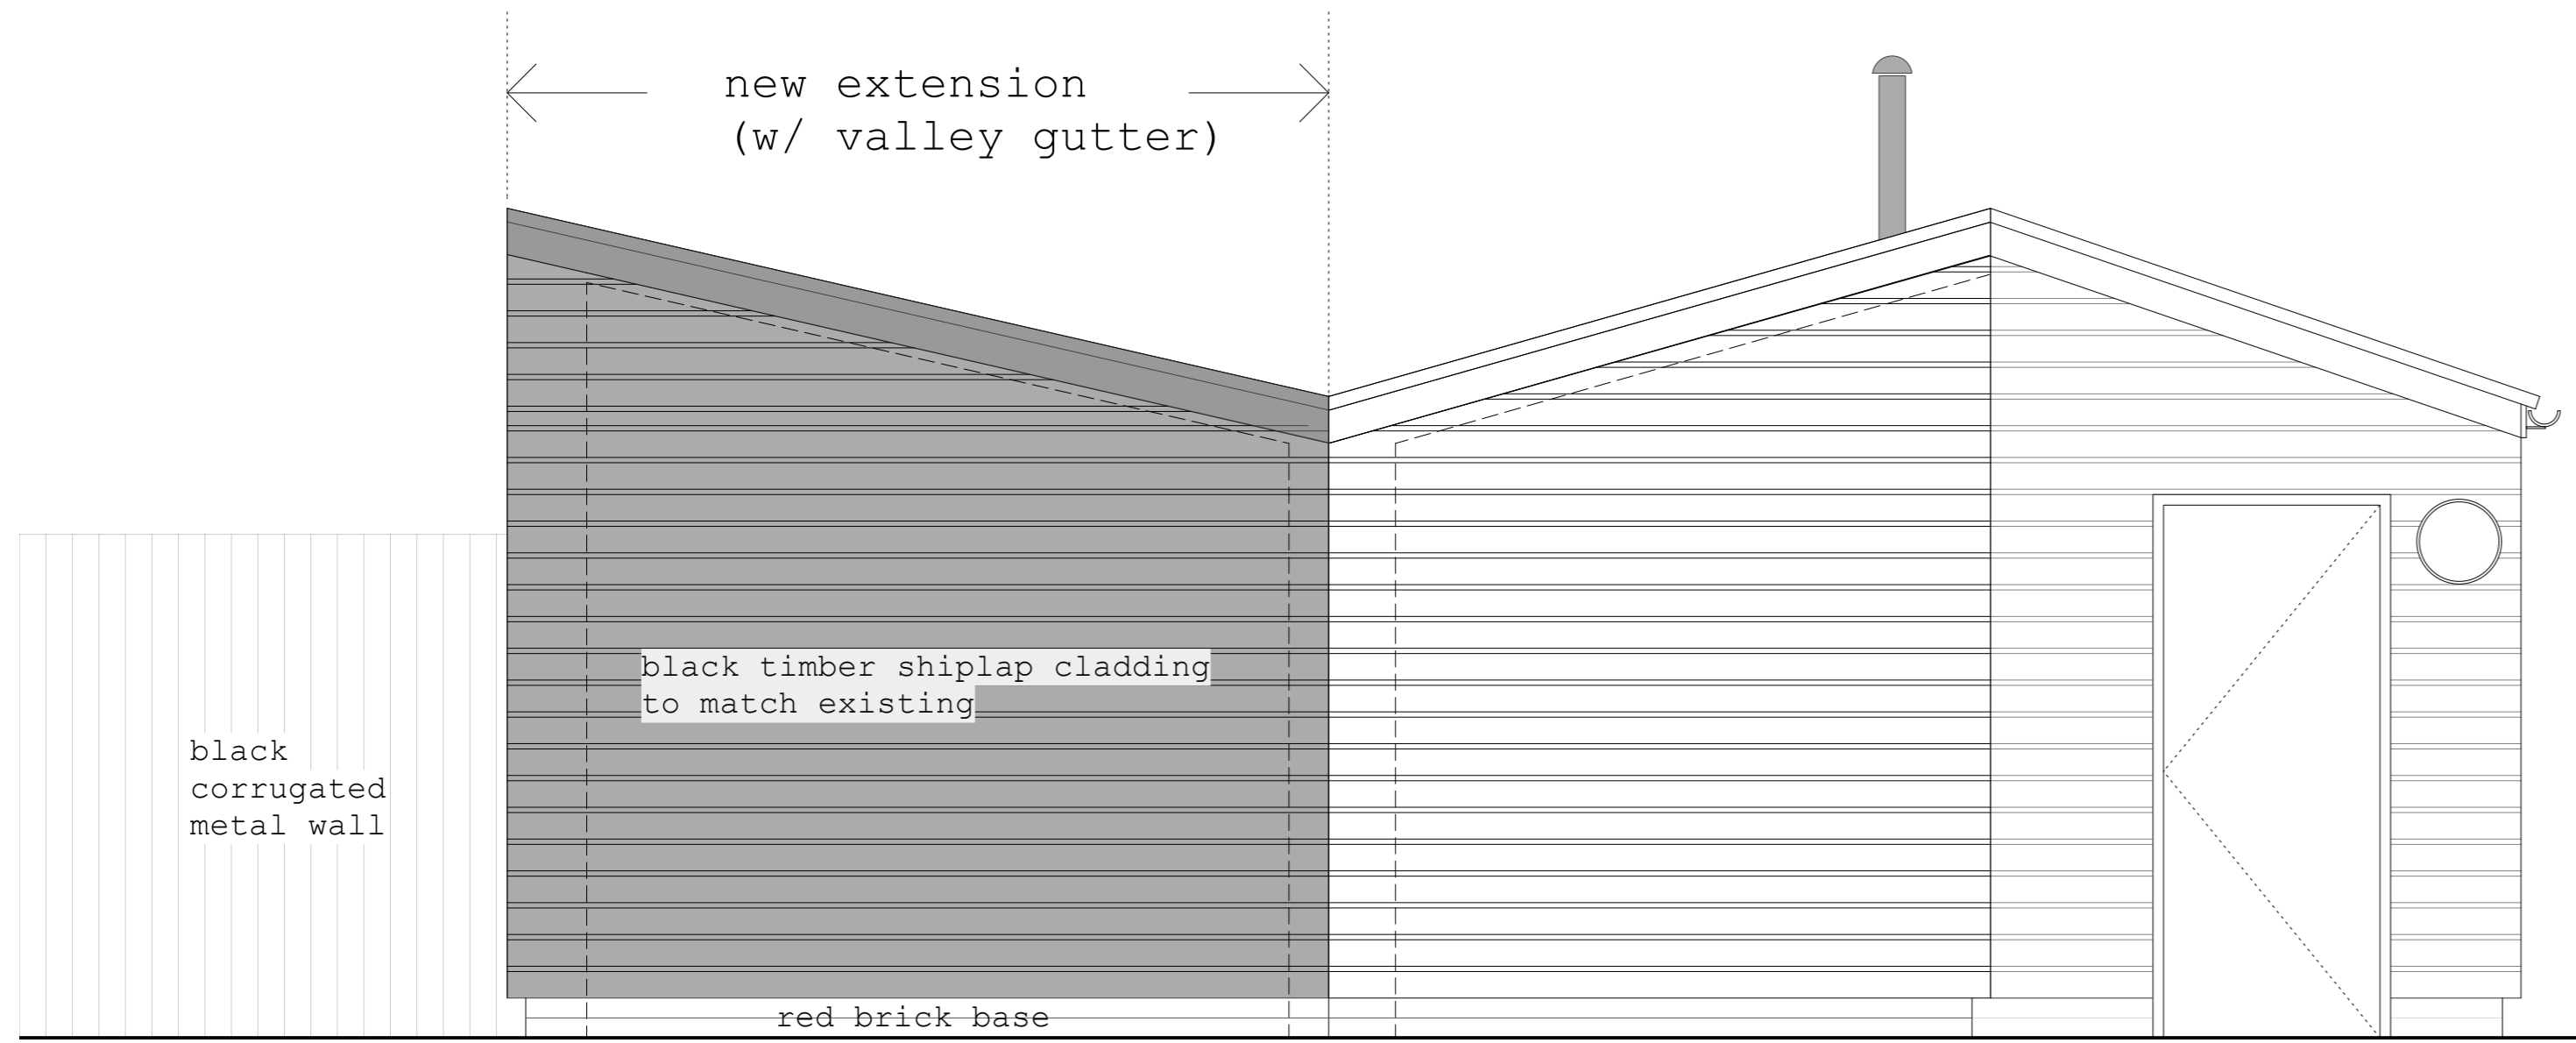 new extension
(w/ valley gutter)
black timber shiplap cladding
to match existing
black
corrugated
metal wall
red brick base